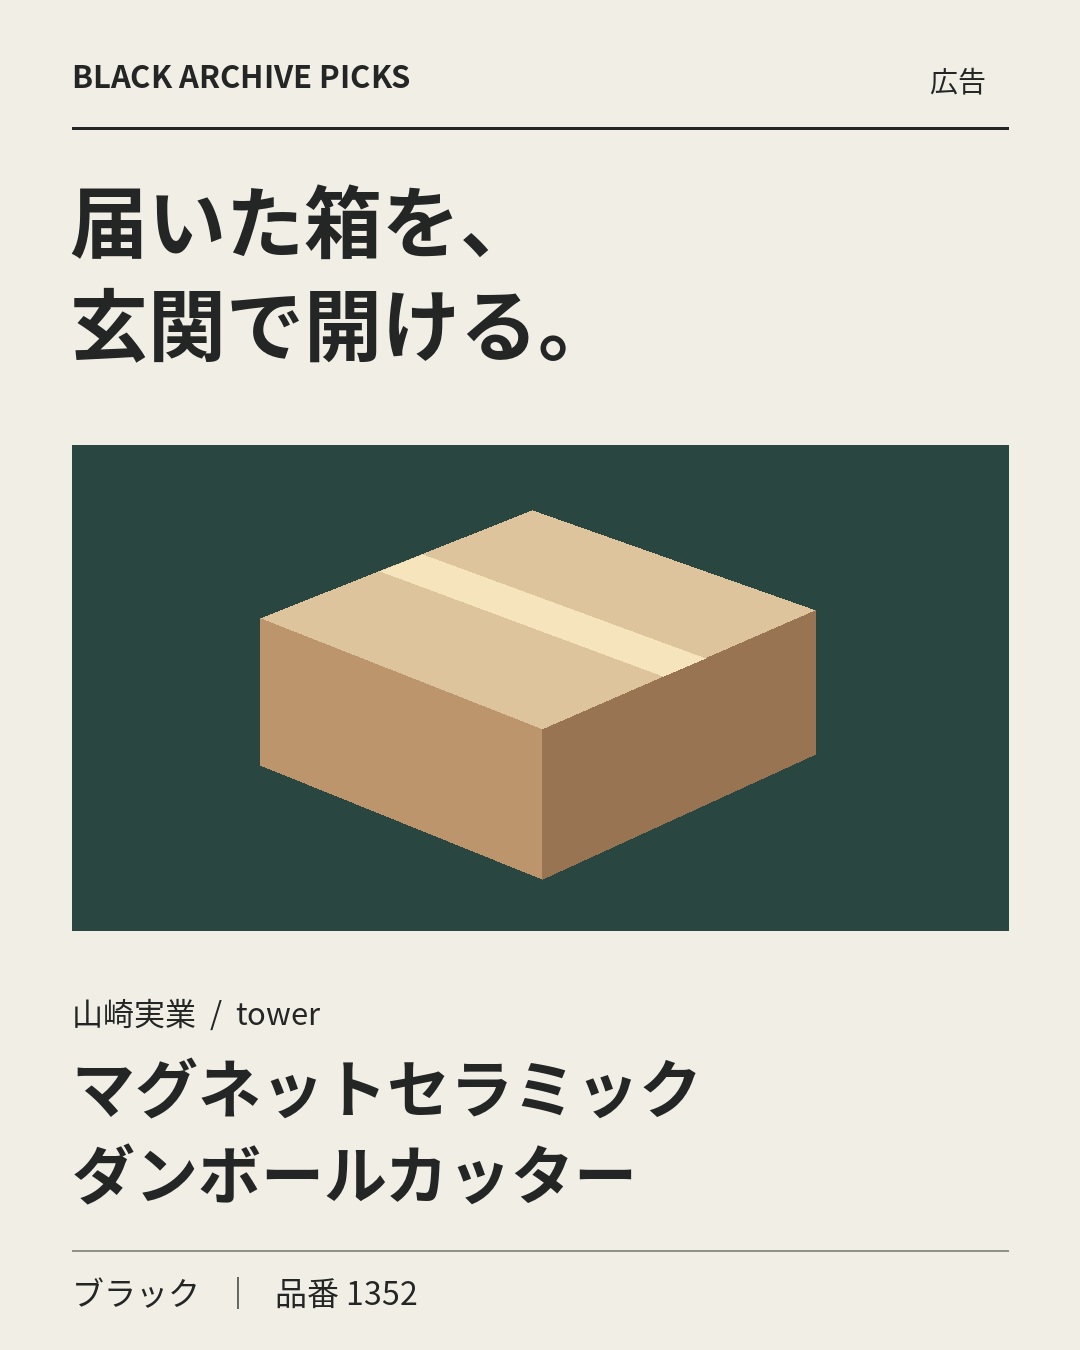 BLACK ARCHIVE PICKS
広告
届いた箱を、
玄関で開ける。
山崎実業 / tower
マグネットセラミック
ダンボールカッター
ブラック ｜ 品番 1352